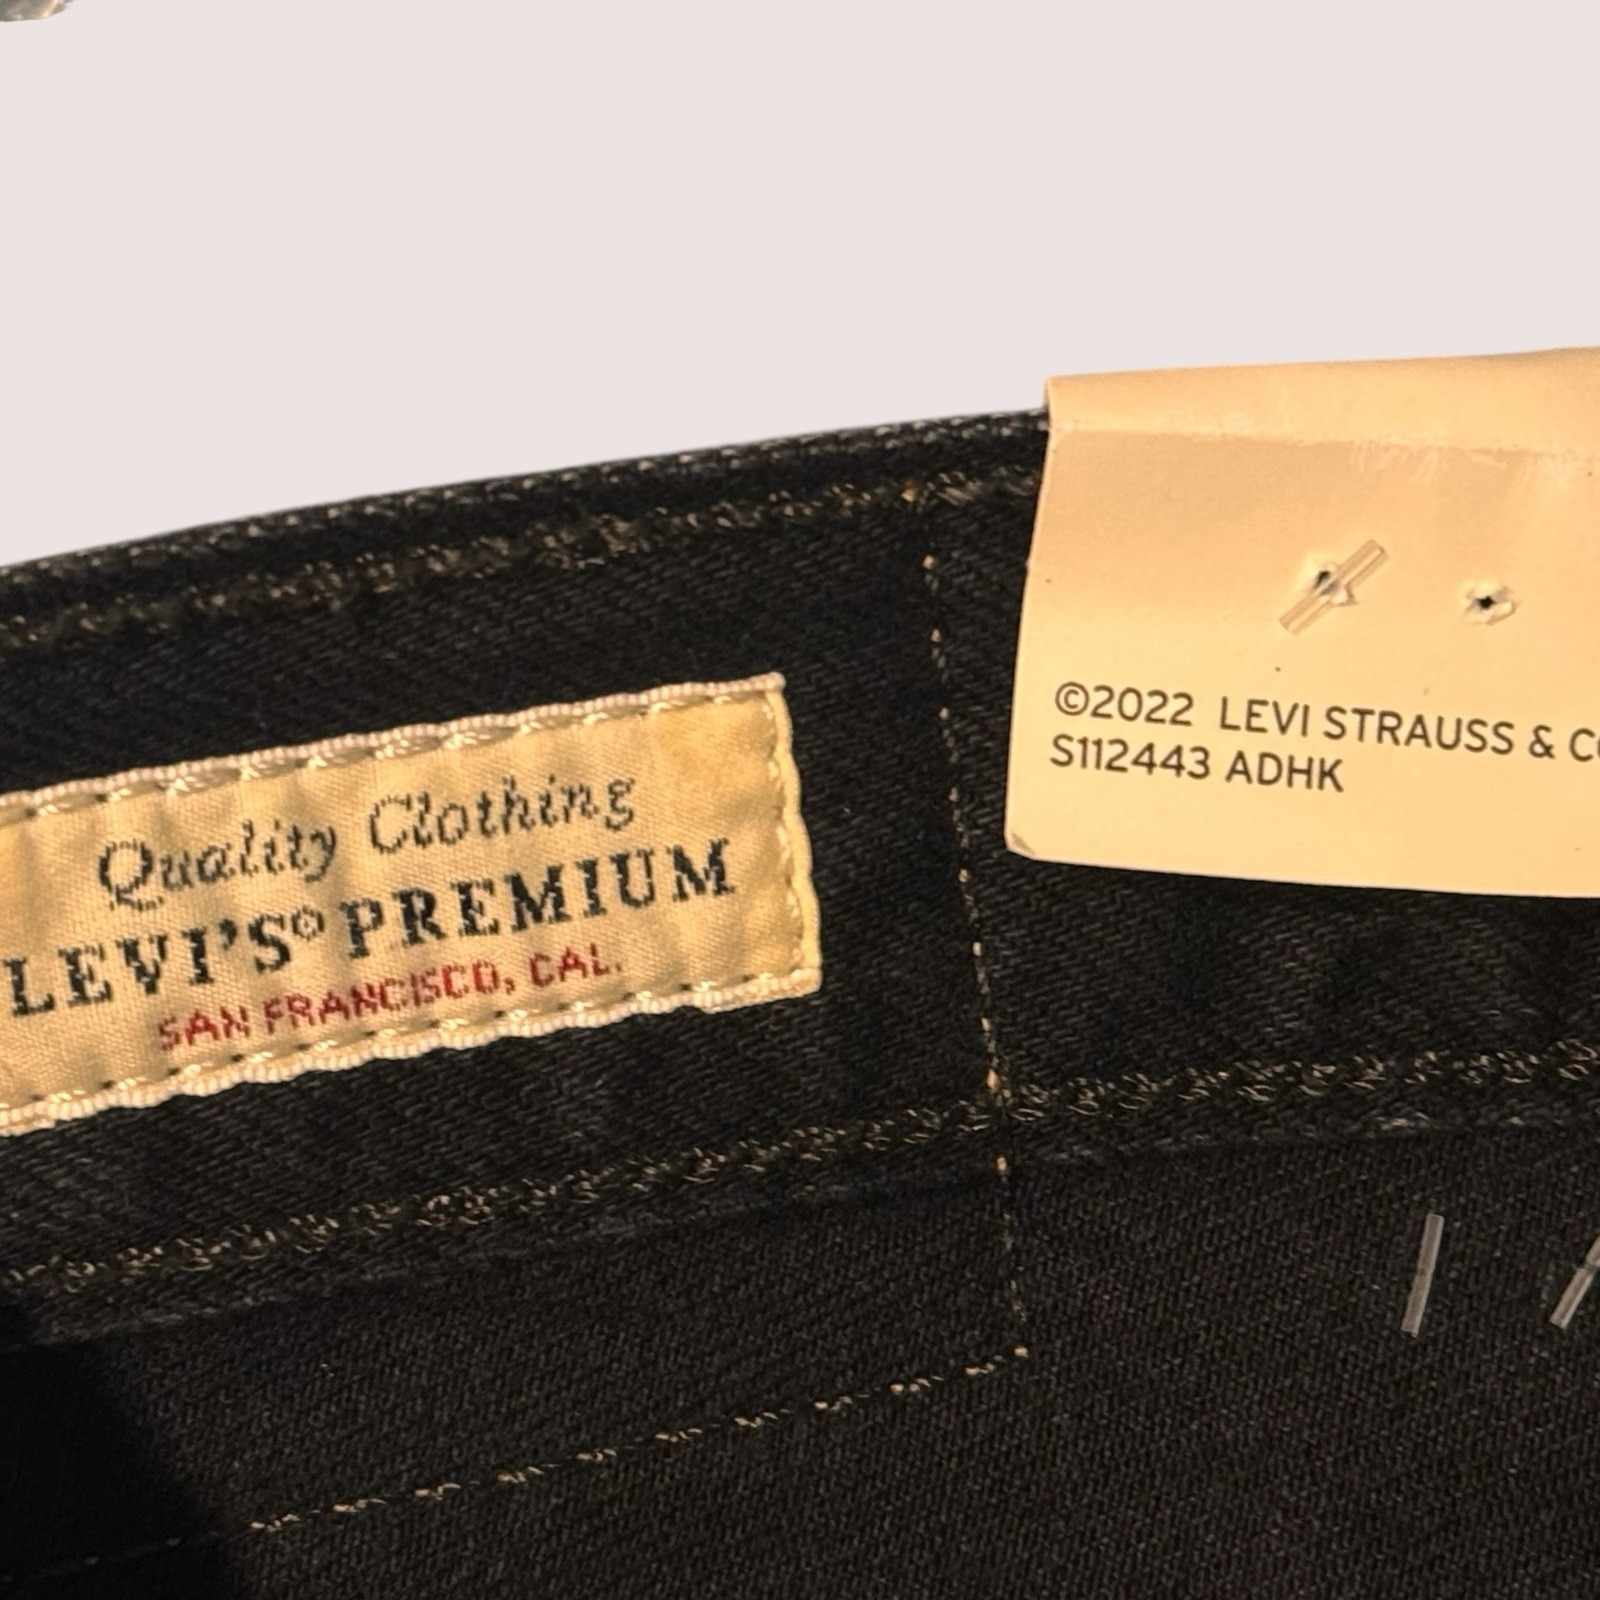 Quality Clothing
LEVI'S® PREMIUM
SAN FRANCISCO, CAL.
©2022 LEVI STRAUSS & CO
S112443 ADHK